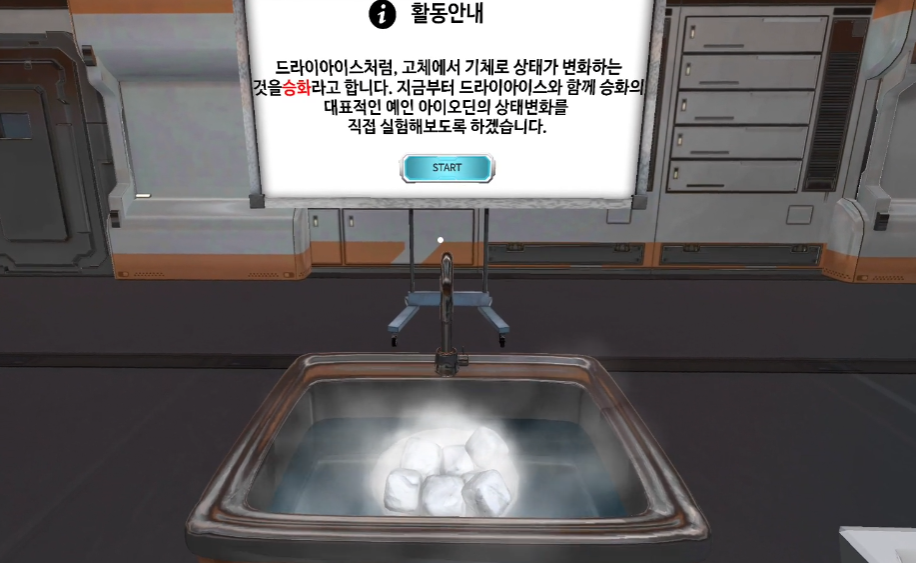 활동안내
드라이아이스처럼, 고체에서 기체로 상태가 변화하는
것을승화라고 합니다. 지금부터 드라이아이스와 함께 승화의
대표적인 예인 아이오딘의 상태변화를
직접 실험해보도록 하겠습니다.
START